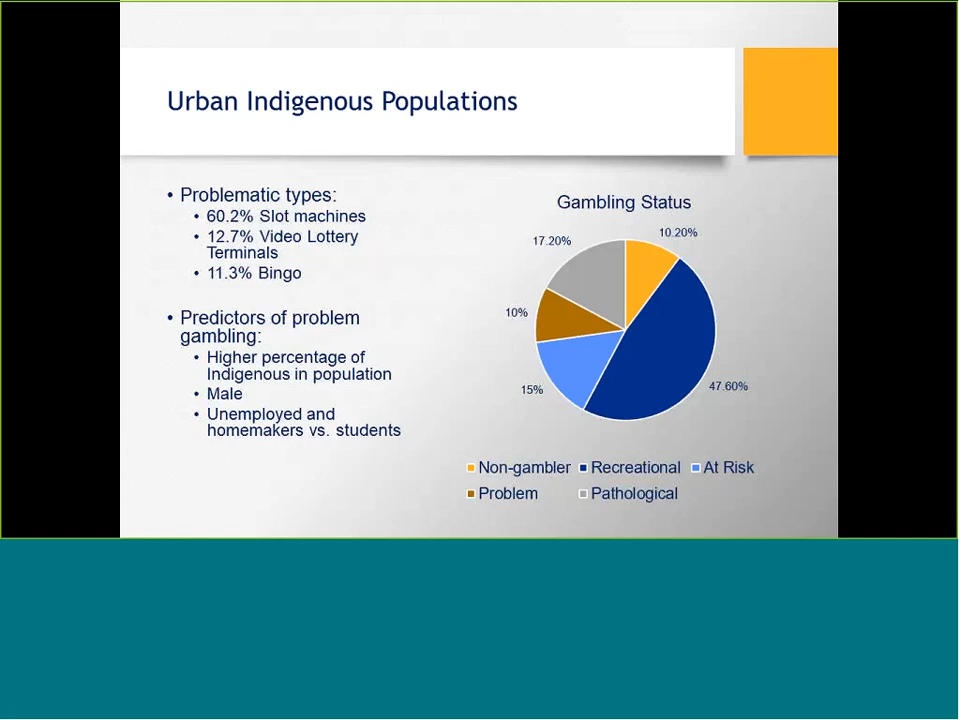 Urban Indigenous Populations
• Problematic types:
• 60.2% Slot machines
• 12.7% Video Lottery
Terminals
• 11.3% Bingo
• Predictors of problem
gambling:
• Higher percentage of
Indigenous in population
• Male
• Unemployed and
homemakers vs. students
Gambling Status
10.20%
17.20%
10%
15%
47.60%
Non-gambler Recreational At Risk
Problem Pathological